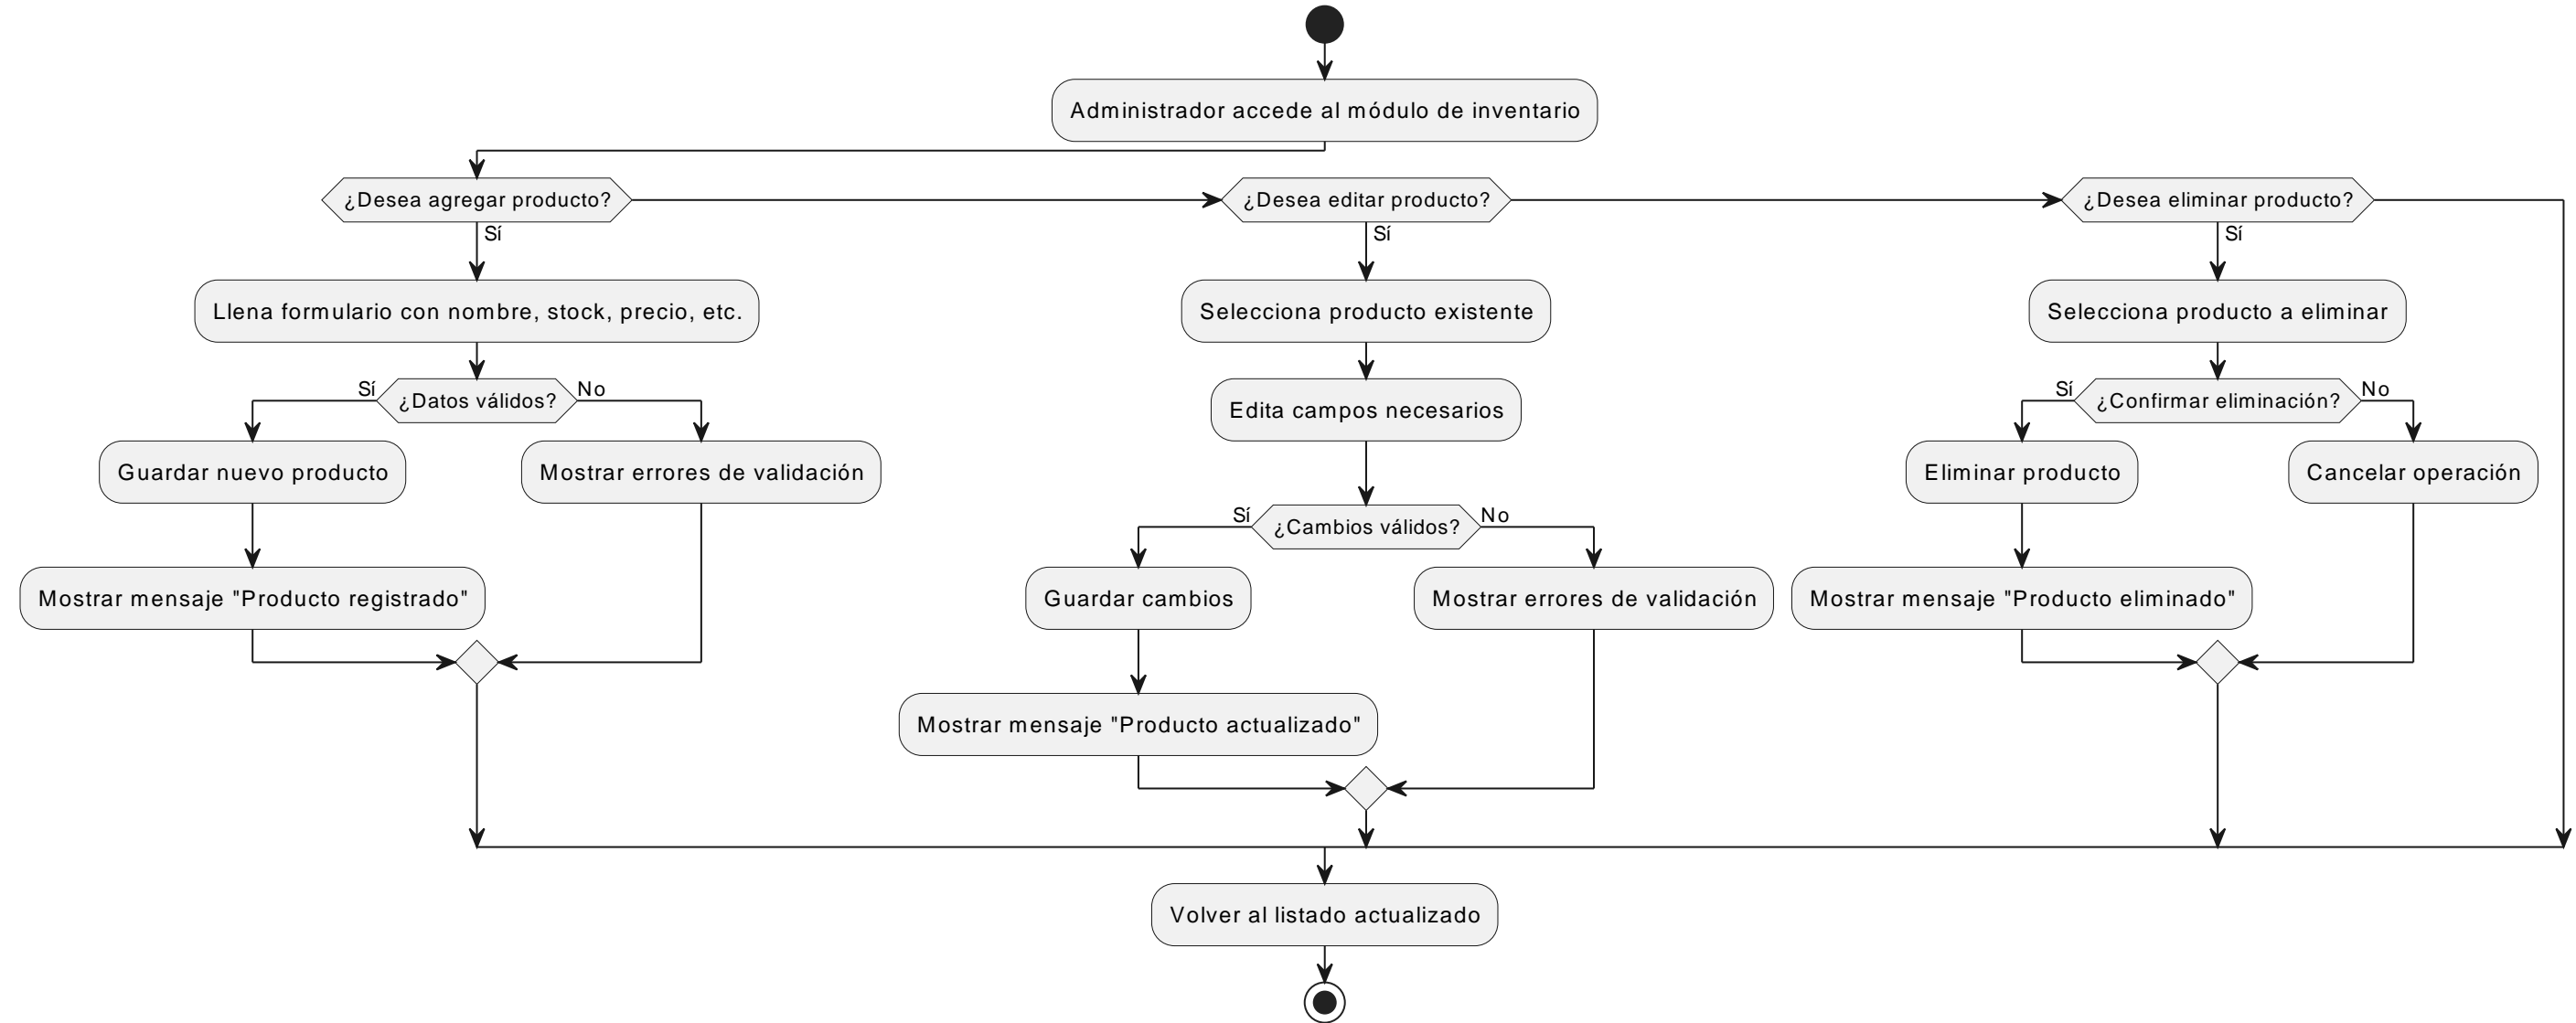 Administrador accede al módulo de inventario
¿Desea agregar producto?
¿Desea editar producto?
¿Desea eliminar producto?
Sí
Sí
Sí
Llena formulario con nombre, stock, precio, etc.
Selecciona producto existente
Selecciona producto a eliminar
Sí
¿Datos válidos?
No
Edita campos necesarios
Sí
¿Confirmar eliminación?
No
Guardar nuevo producto
Mostrar errores de validación
Eliminar producto
Cancelar operación
Sí
¿Cambios válidos?
No
Mostrar mensaje "Producto registrado"
Guardar cambios
Mostrar errores de validación
Mostrar mensaje "Producto eliminado"
Mostrar mensaje "Producto actualizado"
Volver al listado actualizado